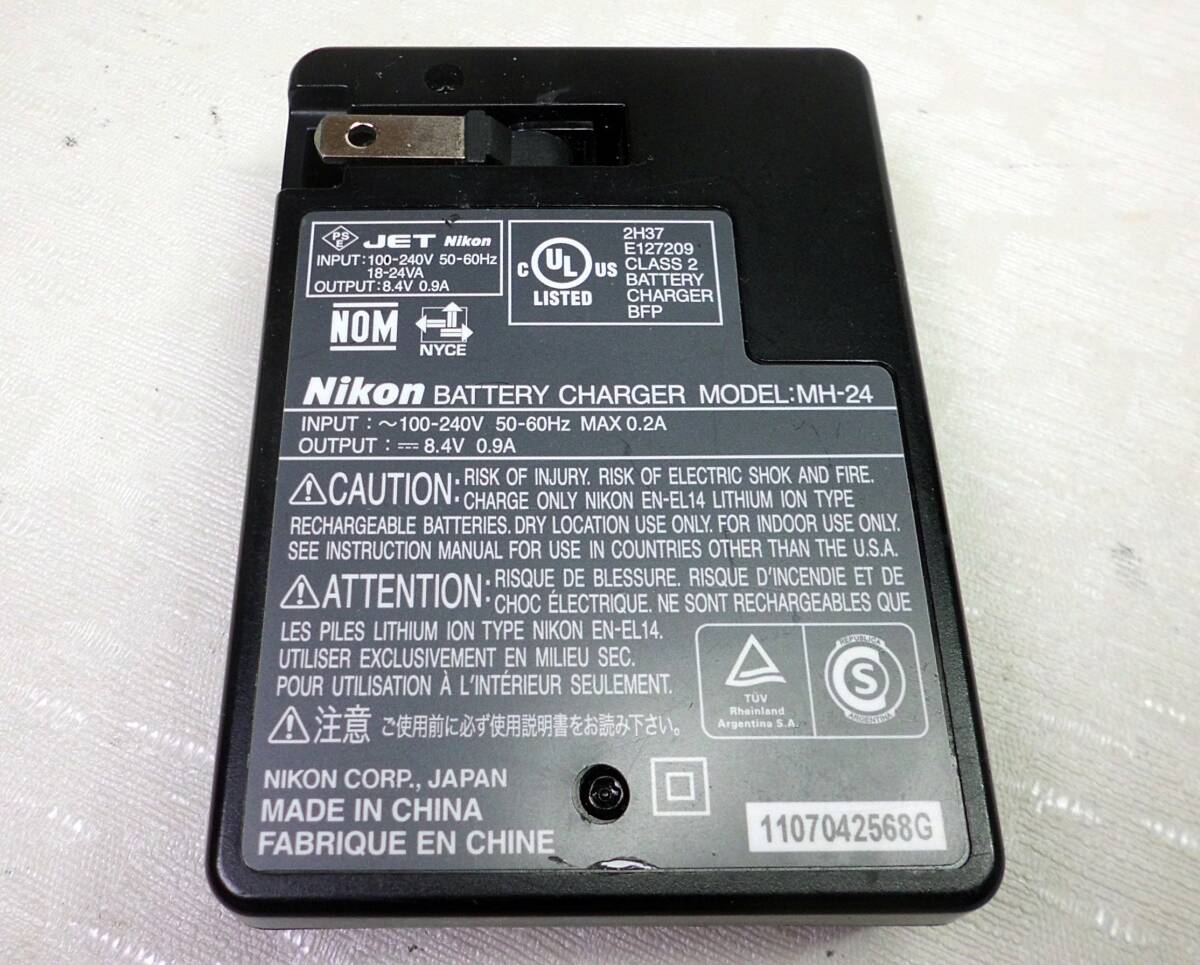 PSE JET Nikon
INPUT:100-240V 50-60Hz
18-24VA
OUTPUT:8.4V 0.9A
C UL US
LISTED
2H37
E127209
CLASS 2
BATTERY
CHARGER
BFP
NOM
NYCE
Nikon BATTERY CHARGER MODEL:MH-24
INPUT : ~100-240V 50-60Hz MAX 0.2A
OUTPUT : ⎓ 8.4V 0.9A
⚠CAUTION: RISK OF INJURY. RISK OF ELECTRIC SHOK AND FIRE.
CHARGE ONLY NIKON EN-EL14 LITHIUM ION TYPE
RECHARGEABLE BATTERIES. DRY LOCATION USE ONLY. FOR INDOOR USE ONLY.
SEE INSTRUCTION MANUAL FOR USE IN COUNTRIES OTHER THAN THE U.S.A.
⚠ATTENTION: RISQUE DE BLESSURE. RISQUE D'INCENDIE ET DE
CHOC ÉLECTRIQUE. NE SONT RECHARGEABLES QUE
LES PILES LITHIUM ION TYPE NIKON EN-EL14.
UTILISER EXCLUSIVEMENT EN MILIEU SEC.
POUR UTILISATION À L'INTÉRIEUR SEULEMENT.
TÜV
Rheinland
Argentina S.A.
REPUBLICA
S
ARGENTINA
⚠注意 ご使用前に必ず使用説明書をお読み下さい。
NIKON CORP., JAPAN
MADE IN CHINA
FABRIQUE EN CHINE
1107042568G